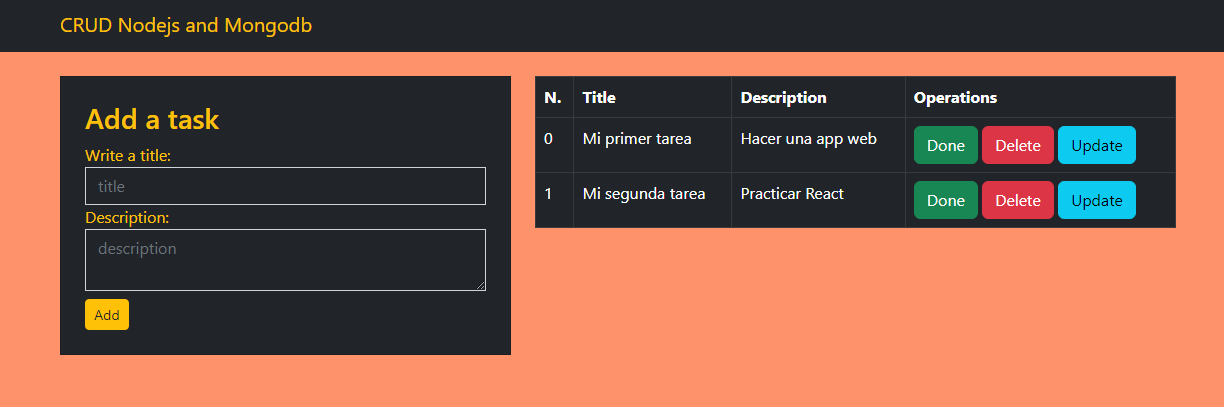 CRUD Nodejs and Mongodb
Add a task
Write a title:
title
Description:
description
Add
N. Title Description Operations
0 Mi primer tarea Hacer una app web Done Delete Update
1 Mi segunda tarea Practicar React Done Delete Update